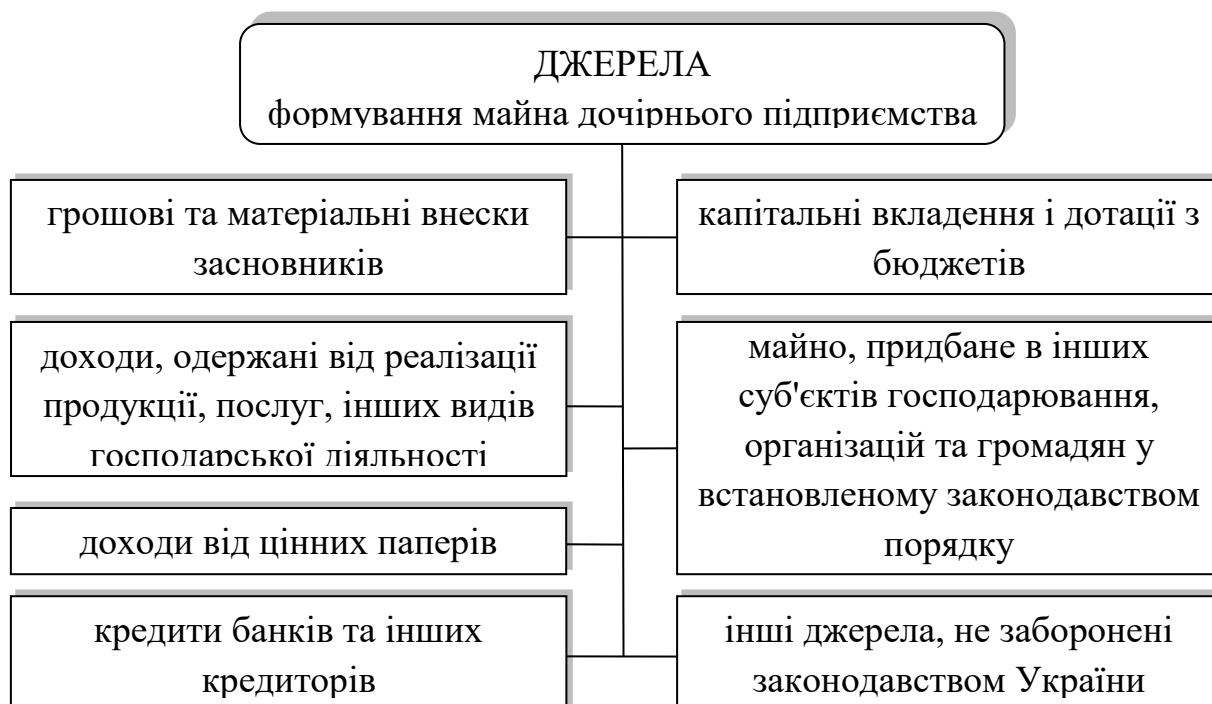 ДЖЕРЕЛА
формування майна дочірнього підприємства
грошові та матеріальні внески
засновників
капітальні вкладення і дотації з
бюджетів
доходи, одержані від реалізації
продукції, послуг, інших видів
господарської діяльності
майно, придбане в інших
суб'єктів господарювання,
організацій та громадян у
встановленому законодавством
порядку
доходи від цінних паперів
кредити банків та інших
кредиторів
інші джерела, не заборонені
законодавством України